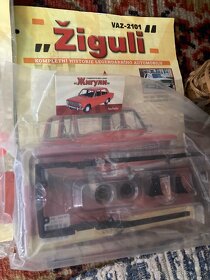 VAZ-2101
„Žiguli"
KOMPLETNÍ HISTORIE LEGENDÁRNÍHO AUTOMOBILU
„Жигули"